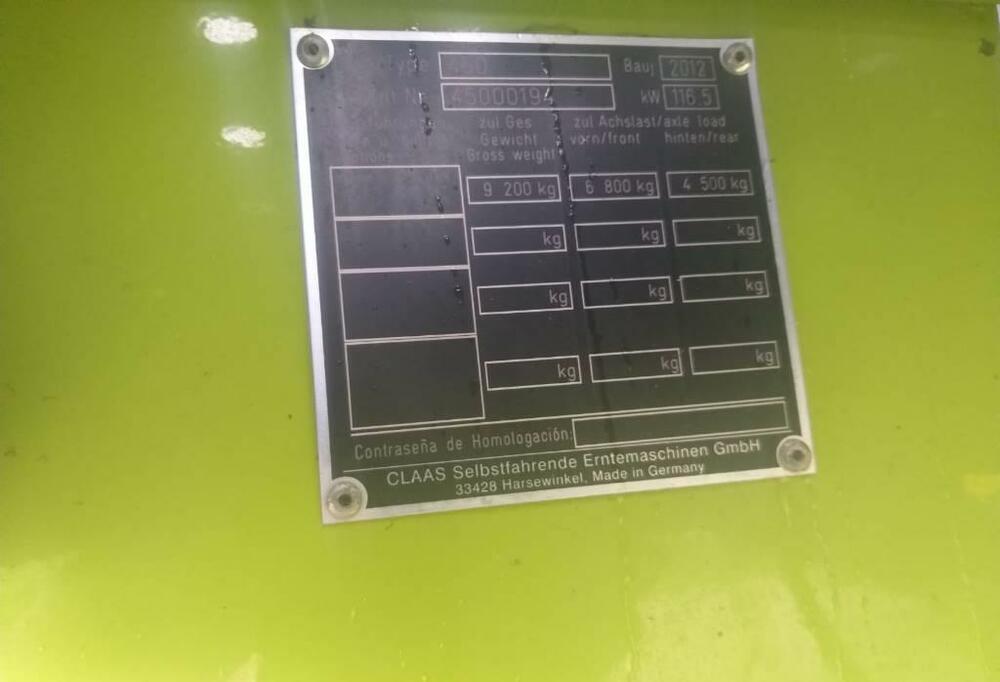 Type 450 Bauj 2012
45000194 kW 116.5
zul Ges zul Achslast/axle load
Gewicht vorn/front hinten/rear
Gross weight
9 200 kg 6 800 kg 4 500 kg
kg kg kg
kg kg kg
kg kg kg
Contraseña de Homologación:
CLAAS Selbstfahrende Erntemaschinen GmbH
33428 Harsewinkel, Made in Germany